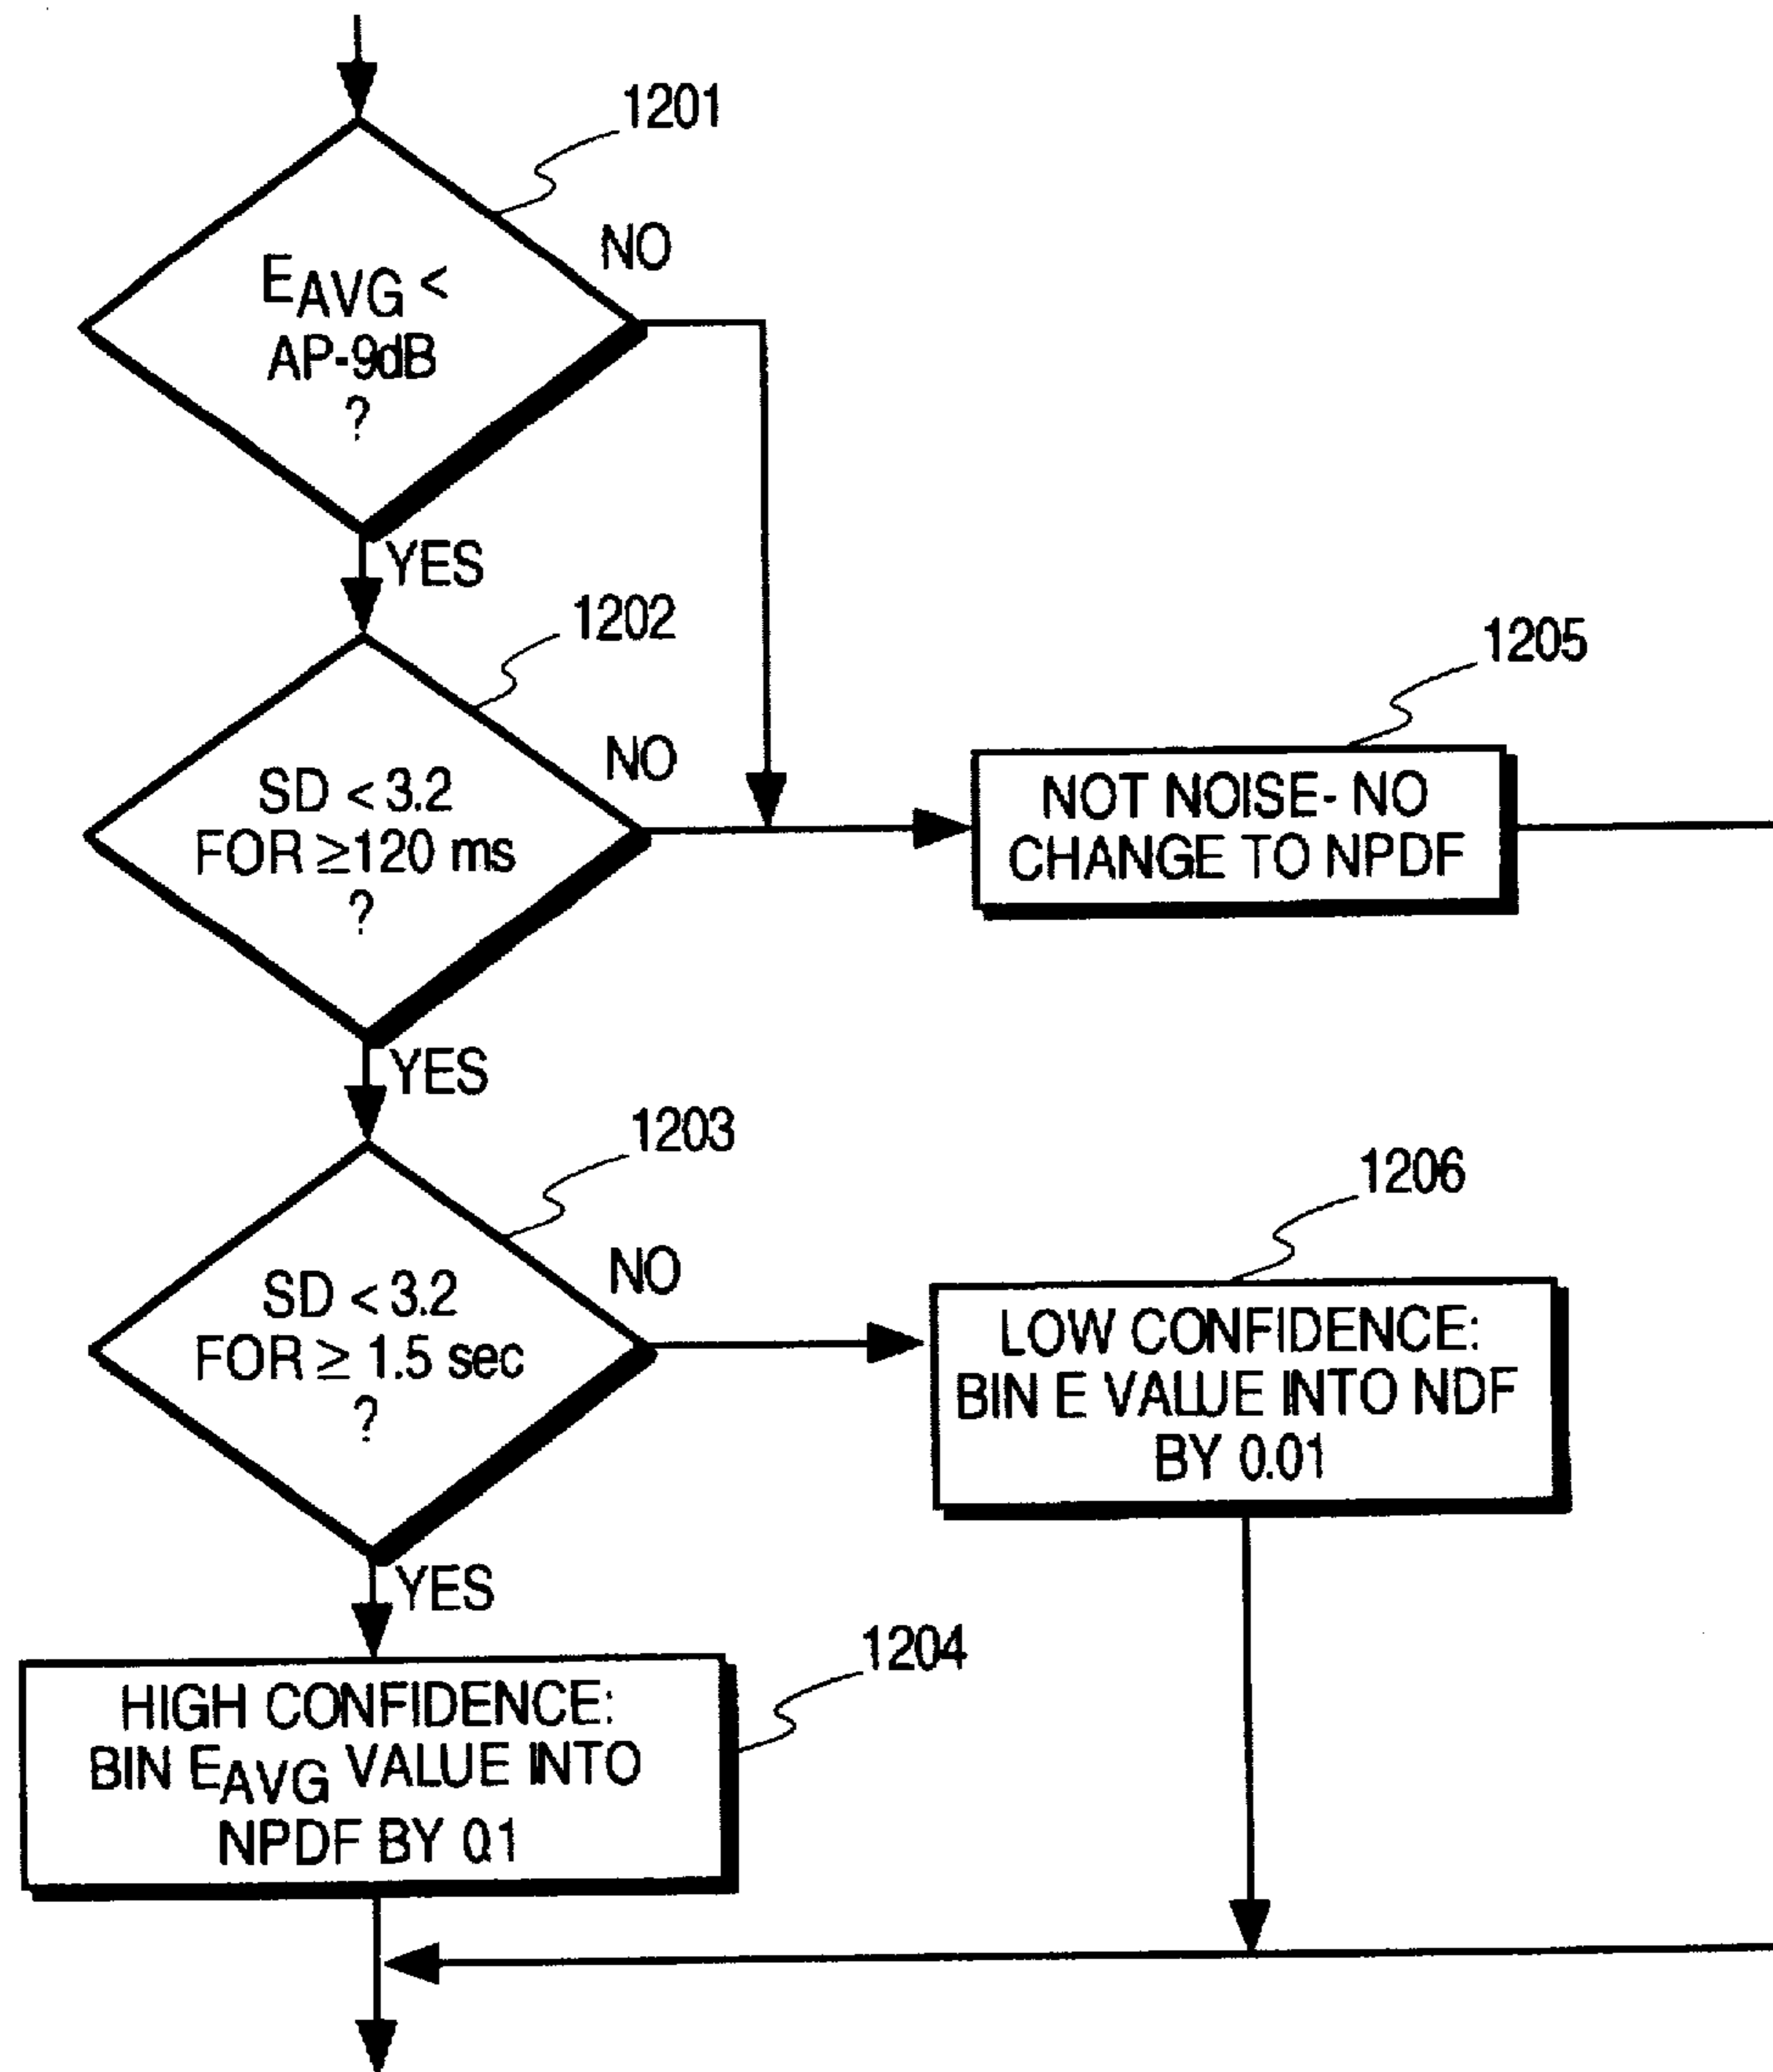 1201
NO
EAVG <
AP-9dB
?
YES
1202
NO
SD < 3.2
FOR ≥120 ms
?
1205
NOT NOISE- NO
CHANGE TO NPDF
YES
1203
NO
SD < 3.2
FOR ≥ 1.5 sec
?
1206
LOW CONFIDENCE:
BIN E VALUE INTO NDF
BY 0.01
YES
1204
HIGH CONFIDENCE:
BIN EAVG VALUE INTO
NPDF BY 0.1